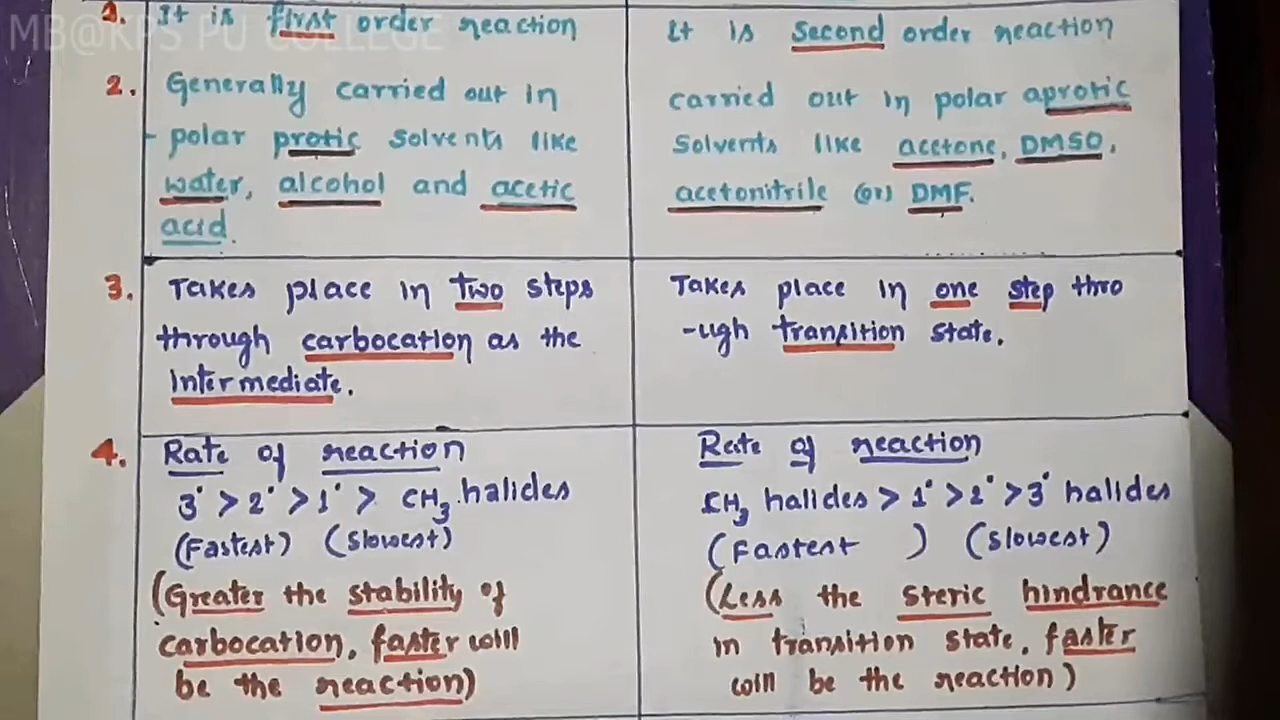 MB@KPS PU COLLEGE
1. It is first order reaction
It is Second order reaction
2. Generally carried out in
polar protic solvents like
water, alcohol and acetic
acid.
carried out in polar aprotic
Solvents like acetone, DMSO,
acetonitrile (or) DMF.
3. Takes place in two steps
through carbocation as the
intermediate.
Takes place in one step thro
-ugh transition state.
4. Rate of reaction
3° > 2° > 1° > CH3 halides
(Fastest) (Slowest)
(Greater the stability of
carbocation, faster will
be the reaction)
Rate of reaction
CH3 halides > 1° > 2° > 3° halides
(Fastest ) (Slowest)
(Less the steric hindrance
in transition state, faster
will be the reaction)